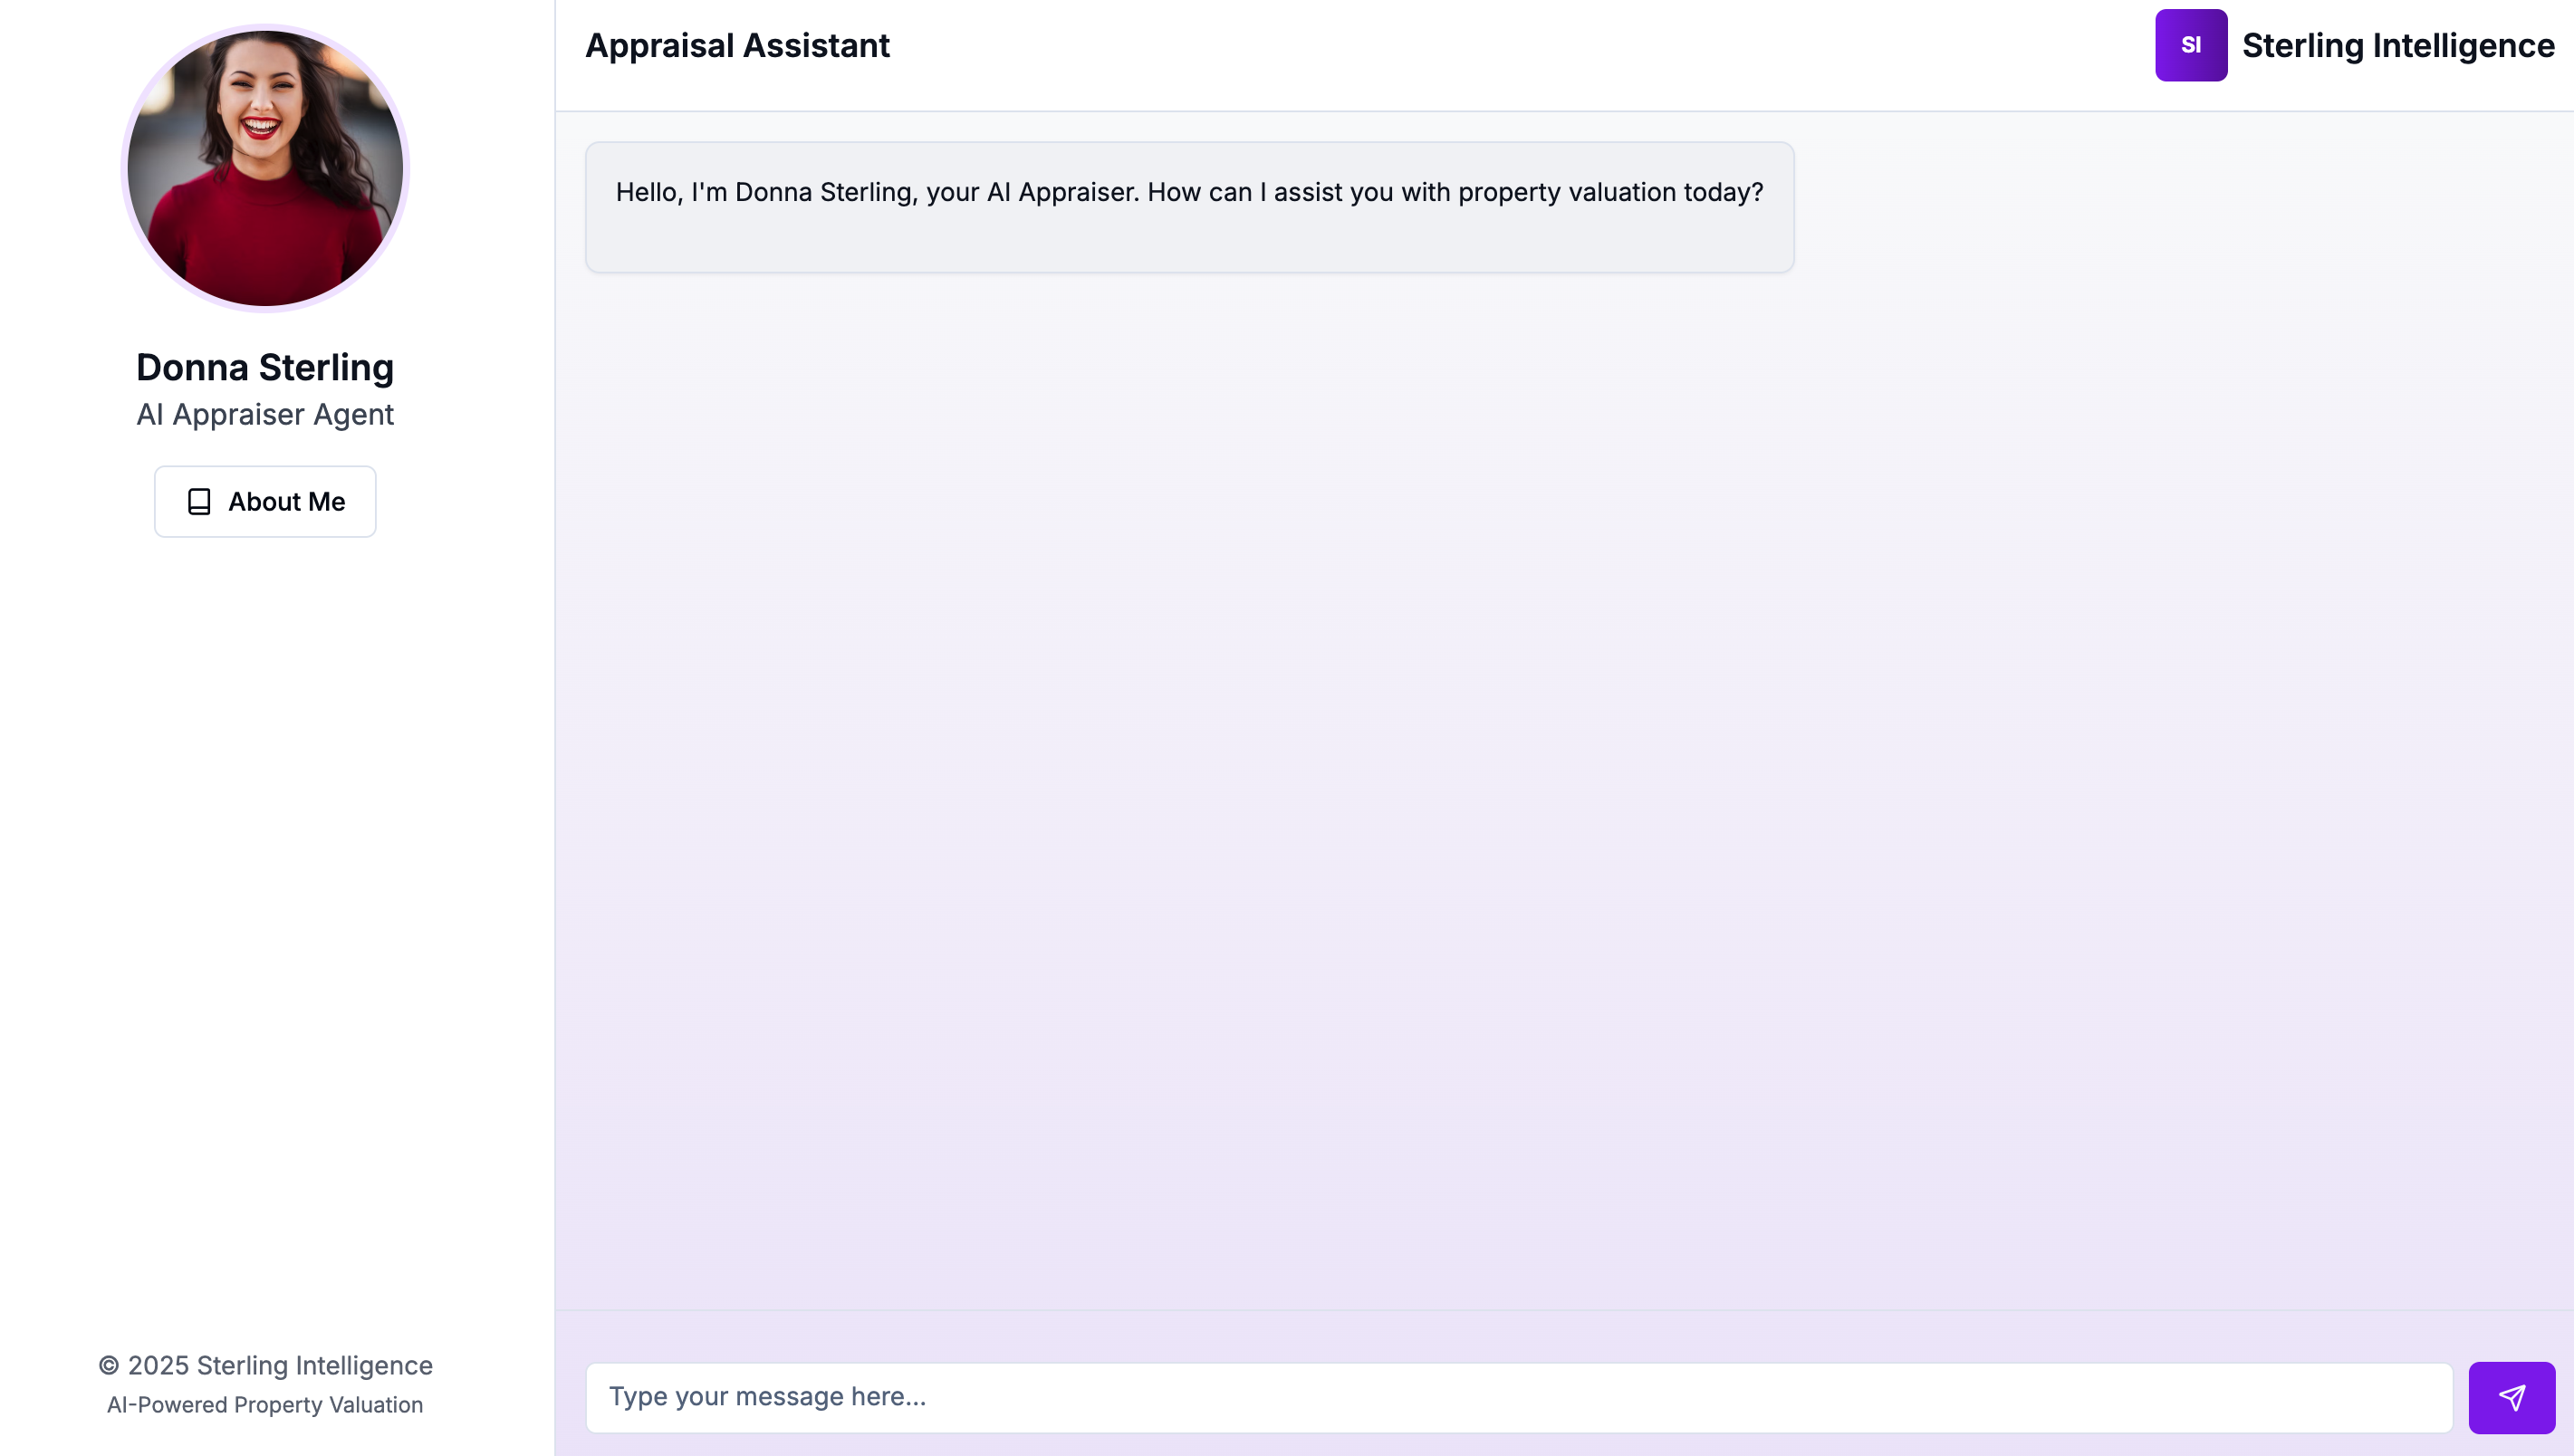 Donna Sterling
AI Appraiser Agent
About Me
© 2025 Sterling Intelligence
AI-Powered Property Valuation
Appraisal Assistant
SI
Sterling Intelligence
Hello, I'm Donna Sterling, your AI Appraiser. How can I assist you with property valuation today?
Type your message here...